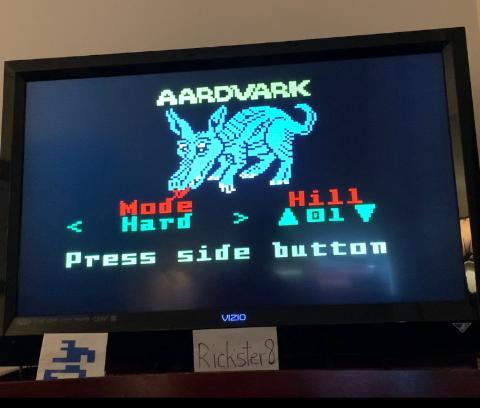 AARDVARK
Mode Hill
< Hard > ▲ 01 ▼
Press side button
VIZIO
Rickster8